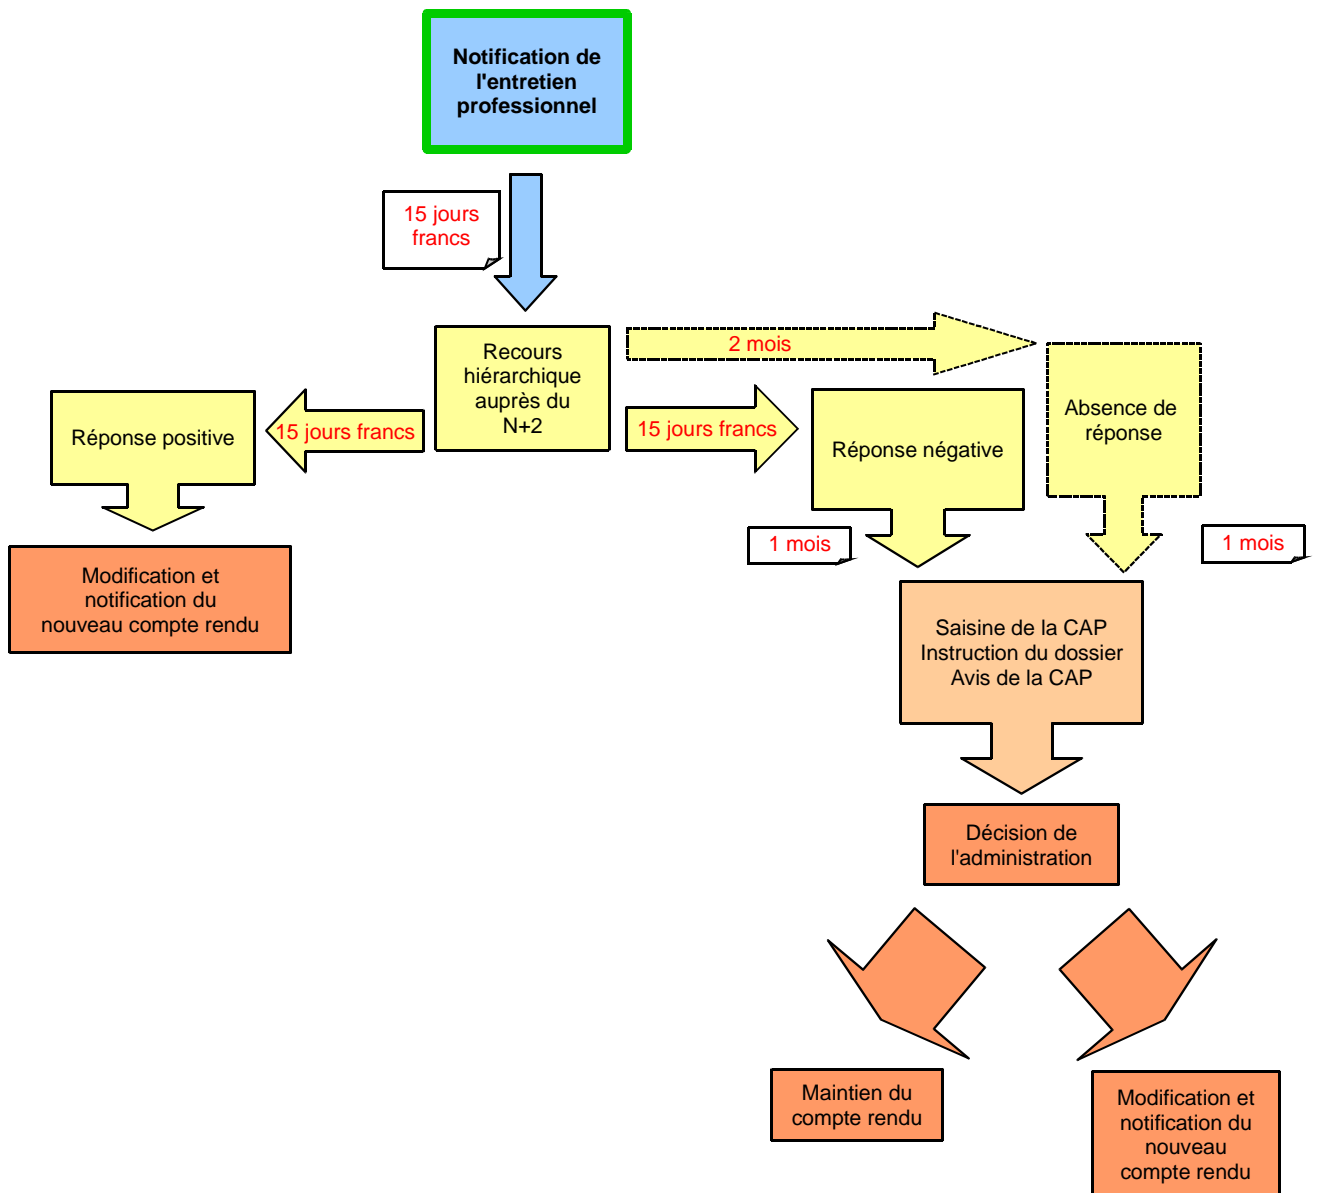 Notification de
l'entretien
professionnel
15 jours
francs
Recours
hiérarchique
auprès du
N+2
2 mois
Absence de
réponse
Réponse positive
15 jours francs
15 jours francs
Réponse négative
1 mois
1 mois
Modification et
notification du
nouveau compte rendu
Saisine de la CAP
Instruction du dossier
Avis de la CAP
Décision de
l'administration
Maintien du
compte rendu
Modification et
notification du
nouveau
compte rendu